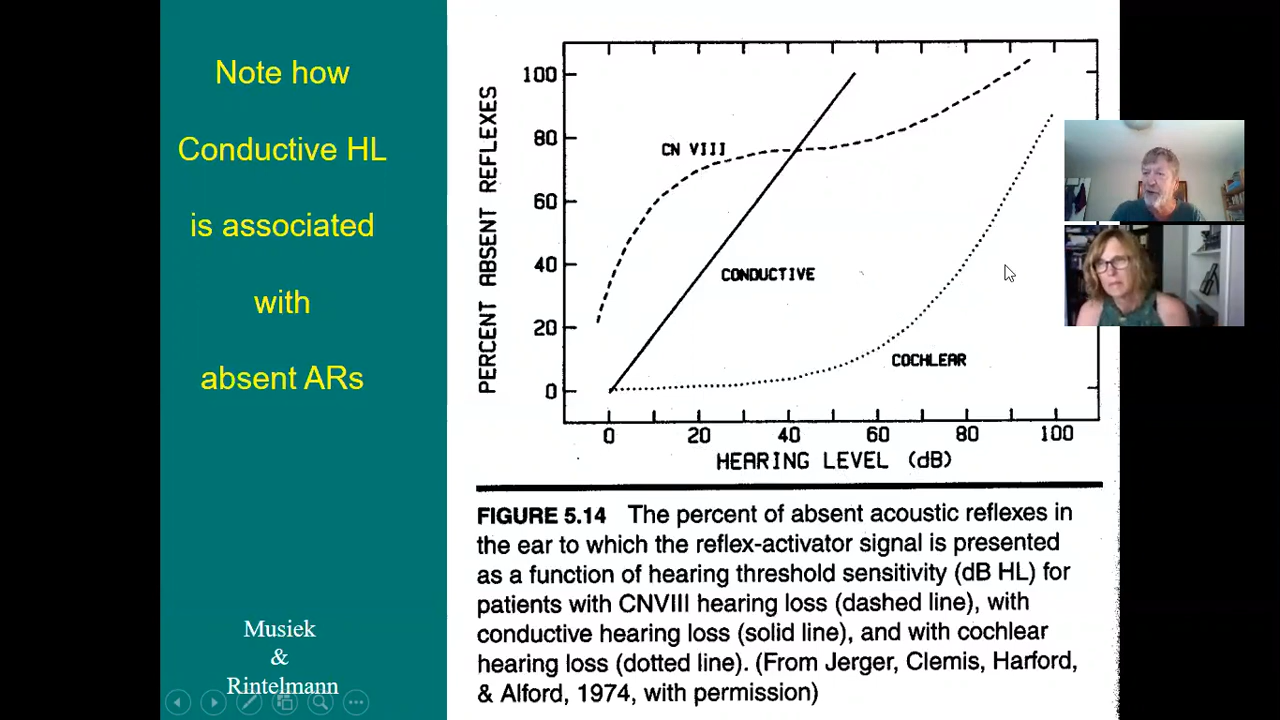 Note how
Conductive HL
is associated
with
absent ARs
Musiek
&
Rintelmann
PERCENT ABSENT REFLEXES
100
80
60
40
20
0
CN VIII
CONDUCTIVE
COCHLEAR
0 20 40 60 80 100
HEARING LEVEL (dB)
FIGURE 5.14 The percent of absent acoustic reflexes in
the ear to which the reflex-activator signal is presented
as a function of hearing threshold sensitivity (dB HL) for
patients with CNVIII hearing loss (dashed line), with
conductive hearing loss (solid line), and with cochlear
hearing loss (dotted line). (From Jerger, Clemis, Harford,
& Alford, 1974, with permission)